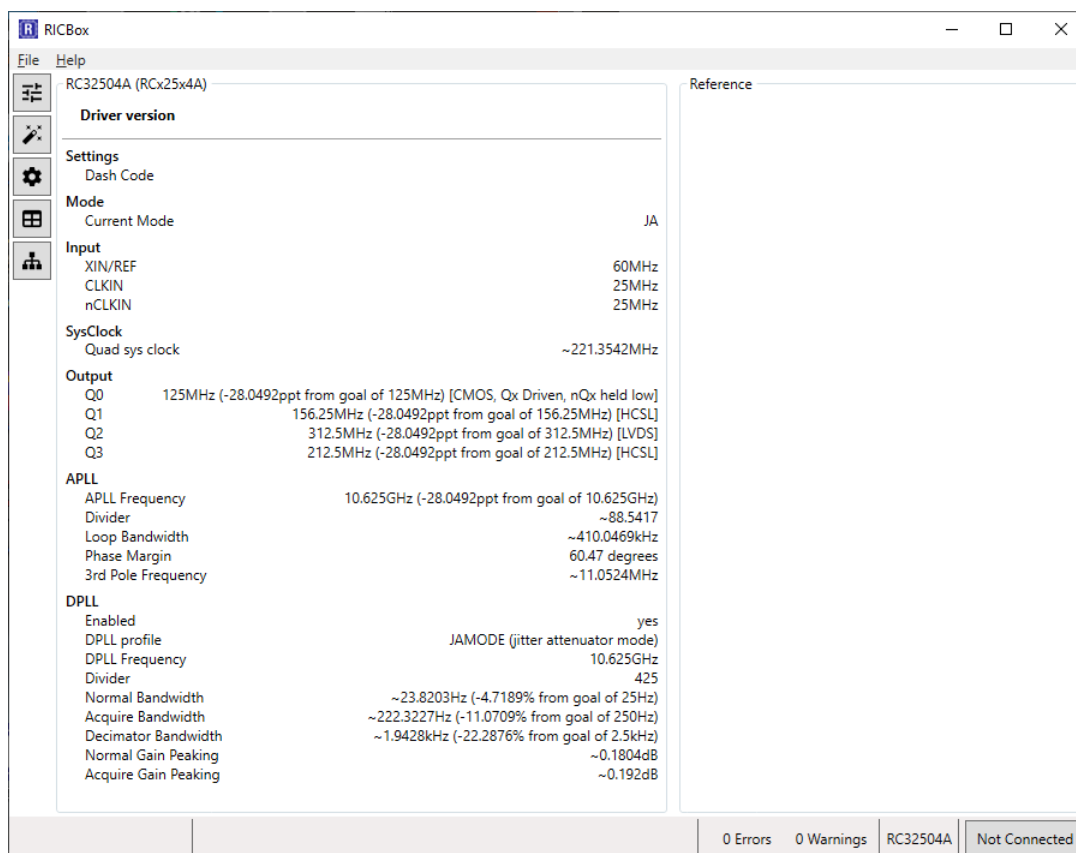 R RICBox
File Help
RC32504A (RCx25x4A)
Reference
Driver version
Settings
Dash Code
Mode
Current Mode JA
Input
XIN/REF 60MHz
CLKIN 25MHz
nCLKIN 25MHz
SysClock
Quad sys clock ~221.3542MHz
Output
Q0 125MHz (-28.0492ppt from goal of 125MHz) [CMOS, Qx Driven, nQx held low]
Q1 156.25MHz (-28.0492ppt from goal of 156.25MHz) [HCSL]
Q2 312.5MHz (-28.0492ppt from goal of 312.5MHz) [LVDS]
Q3 212.5MHz (-28.0492ppt from goal of 212.5MHz) [HCSL]
APLL
APLL Frequency 10.625GHz (-28.0492ppt from goal of 10.625GHz)
Divider ~88.5417
Loop Bandwidth ~410.0469kHz
Phase Margin 60.47 degrees
3rd Pole Frequency ~11.0524MHz
DPLL
Enabled yes
DPLL profile JAMODE (jitter attenuator mode)
DPLL Frequency 10.625GHz
Divider 425
Normal Bandwidth ~23.8203Hz (-4.7189% from goal of 25Hz)
Acquire Bandwidth ~222.3227Hz (-11.0709% from goal of 250Hz)
Decimator Bandwidth ~1.9428kHz (-22.2876% from goal of 2.5kHz)
Normal Gain Peaking ~0.1804dB
Acquire Gain Peaking ~0.192dB
0 Errors 0 Warnings RC32504A Not Connected